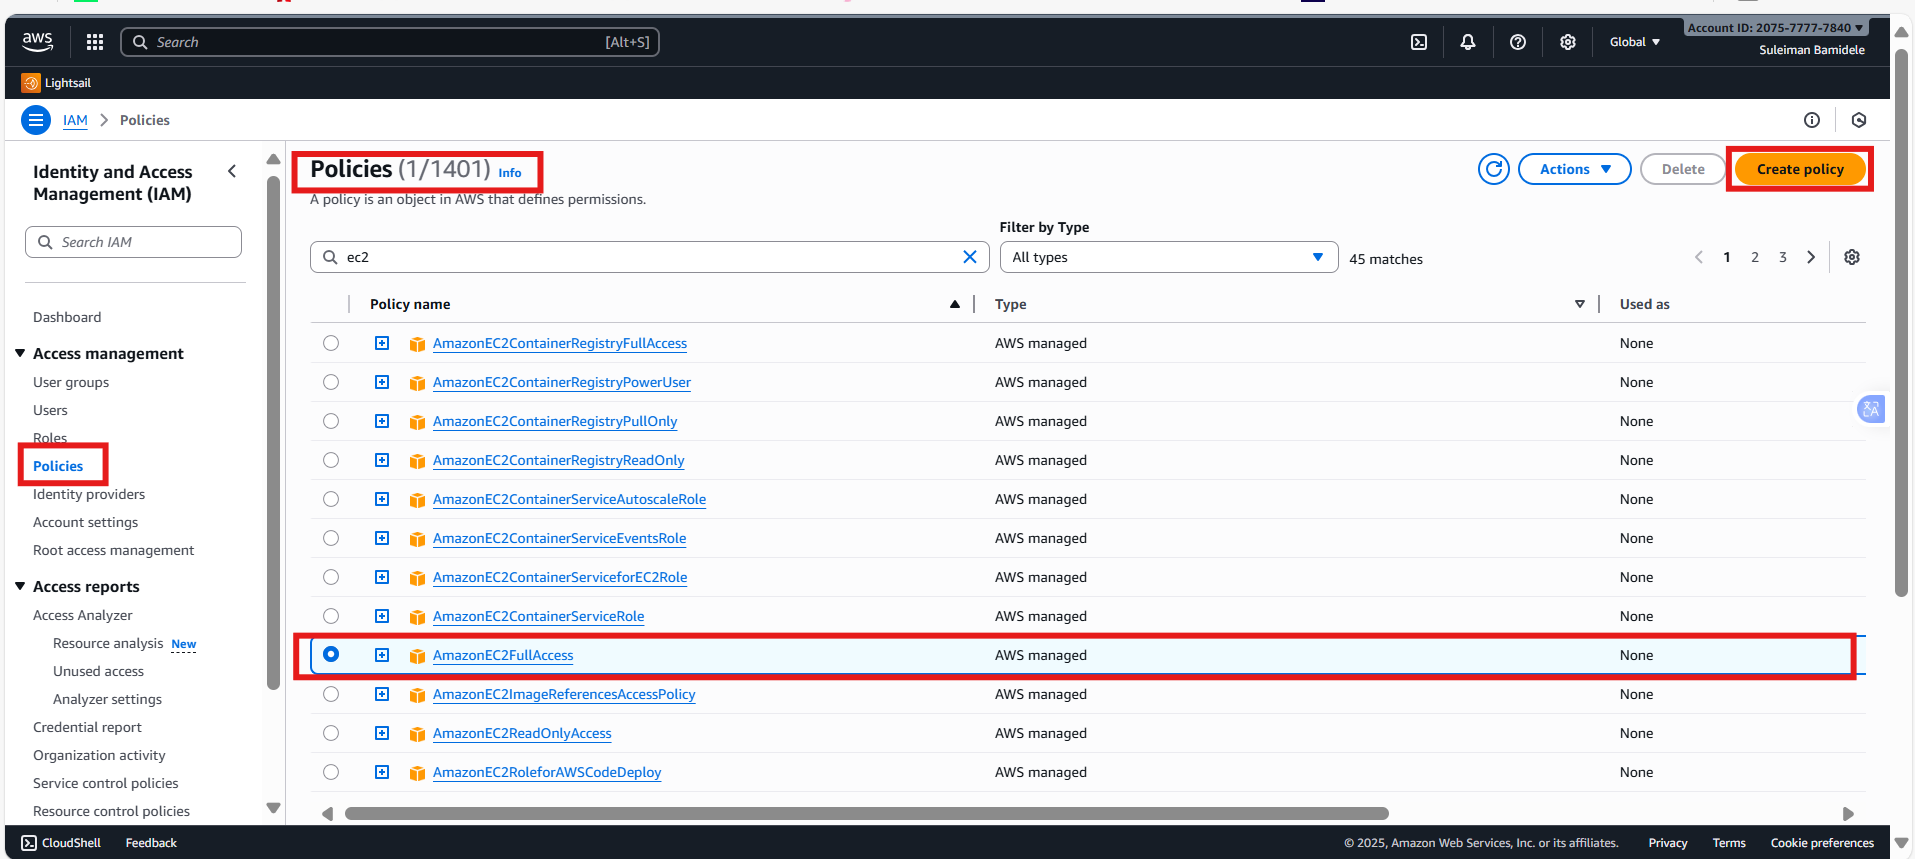 aws
Search [Alt+S]
Global
Account ID: 2075-7777-7840
Suleiman Bamidele
Lightsail
IAM > Policies
Identity and Access
Management (IAM)
Search IAM
Dashboard
Access management
User groups
Users
Roles
Policies
Identity providers
Account settings
Root access management
Access reports
Access Analyzer
Resource analysis New
Unused access
Analyzer settings
Credential report
Organization activity
Service control policies
Resource control policies
Policies (1/1401) Info
Actions Delete Create policy
A policy is an object in AWS that defines permissions.
Filter by Type
ec2 All types 45 matches 1 2 3
Policy name Type Used as
AmazonEC2ContainerRegistryFullAccess AWS managed None
AmazonEC2ContainerRegistryPowerUser AWS managed None
AmazonEC2ContainerRegistryPullOnly AWS managed None
AmazonEC2ContainerRegistryReadOnly AWS managed None
AmazonEC2ContainerServiceAutoscaleRole AWS managed None
AmazonEC2ContainerServiceEventsRole AWS managed None
AmazonEC2ContainerServiceforEC2Role AWS managed None
AmazonEC2ContainerServiceRole AWS managed None
AmazonEC2FullAccess AWS managed None
AmazonEC2ImageReferencesAccessPolicy AWS managed None
AmazonEC2ReadOnlyAccess AWS managed None
AmazonEC2RoleforAWSCodeDeploy AWS managed None
CloudShell Feedback © 2025, Amazon Web Services, Inc. or its affiliates. Privacy Terms Cookie preferences